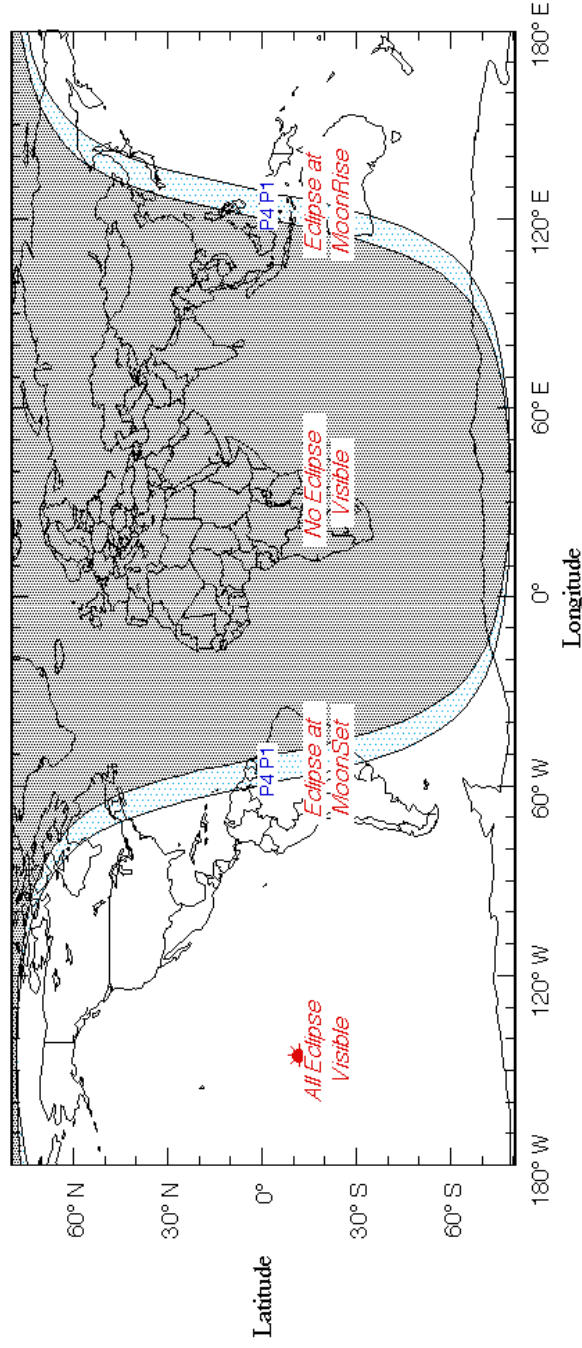 Latitude
60° N
30° N
0°
30° S
60° S
P4 P1
P4 P1
All Eclipse
Visible
Eclipse at
MoonSet
No Eclipse
Visible
Eclipse at
MoonRise
180° W
120° W
60° W
0°
60° E
120° E
180° E
Longitude